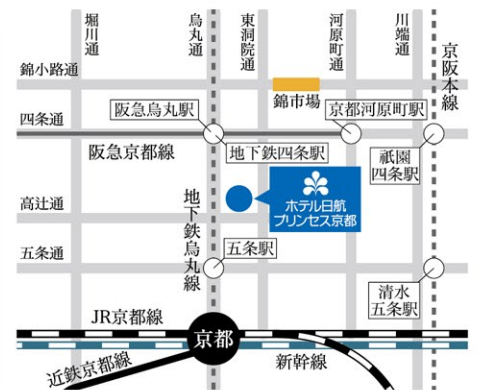 堀川通
烏丸通
東洞院通
河原町通
川端通
京阪本線
錦小路通
錦市場
四条通
阪急烏丸駅
京都河原町駅
阪急京都線
地下鉄四条駅
祇園
四条駅
ホテル日航
プリンセス京都
高辻通
地下鉄烏丸線
五条通
五条駅
清水
五条駅
JR京都線
京都
近鉄京都線
新幹線